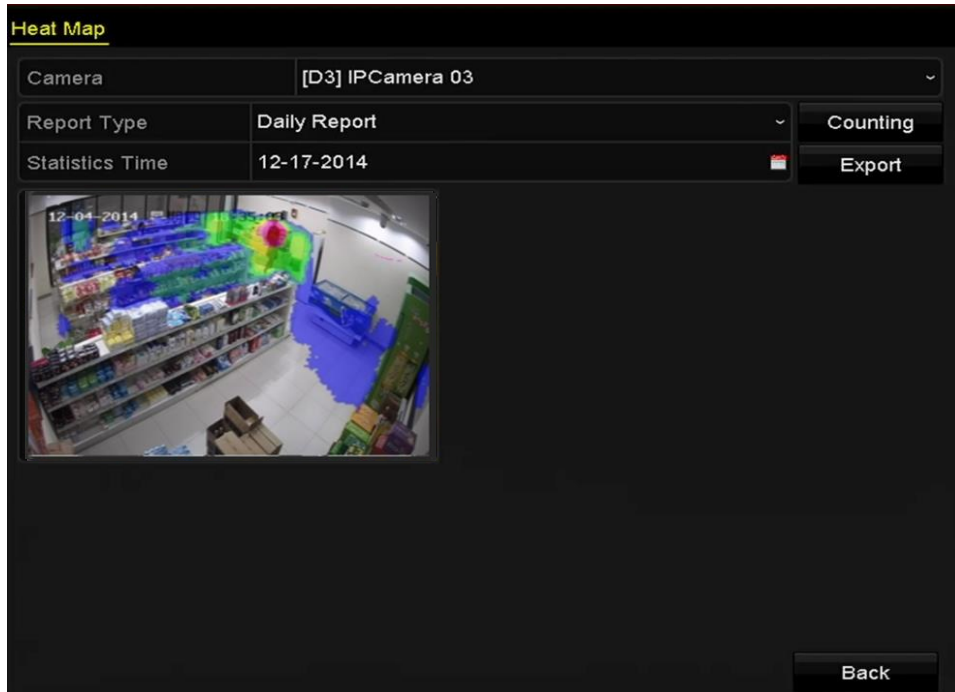 Heat Map
Camera [D3] IPCamera 03
Report Type Daily Report Counting
Statistics Time 12-17-2014 Export
12-04-2014
Back